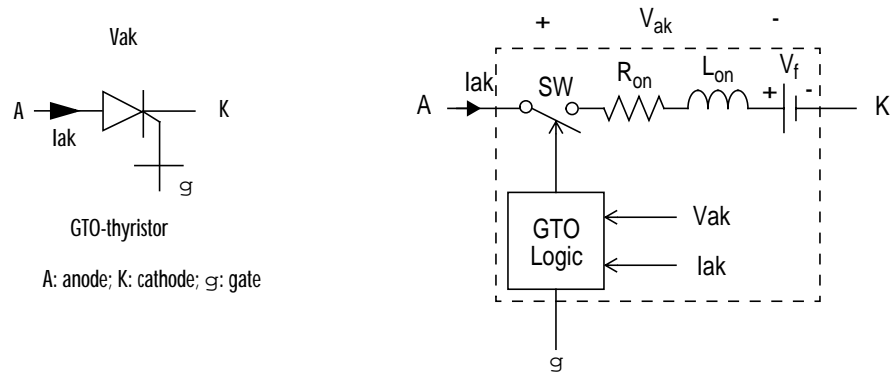 Vak
A
Iak
K
g
GTO-thyristor
A: anode; K: cathode; g: gate
+ Vak -
A
Iak
SW
Ron
Lon
Vf
+ -
K
GTO
Logic
Vak
Iak
g